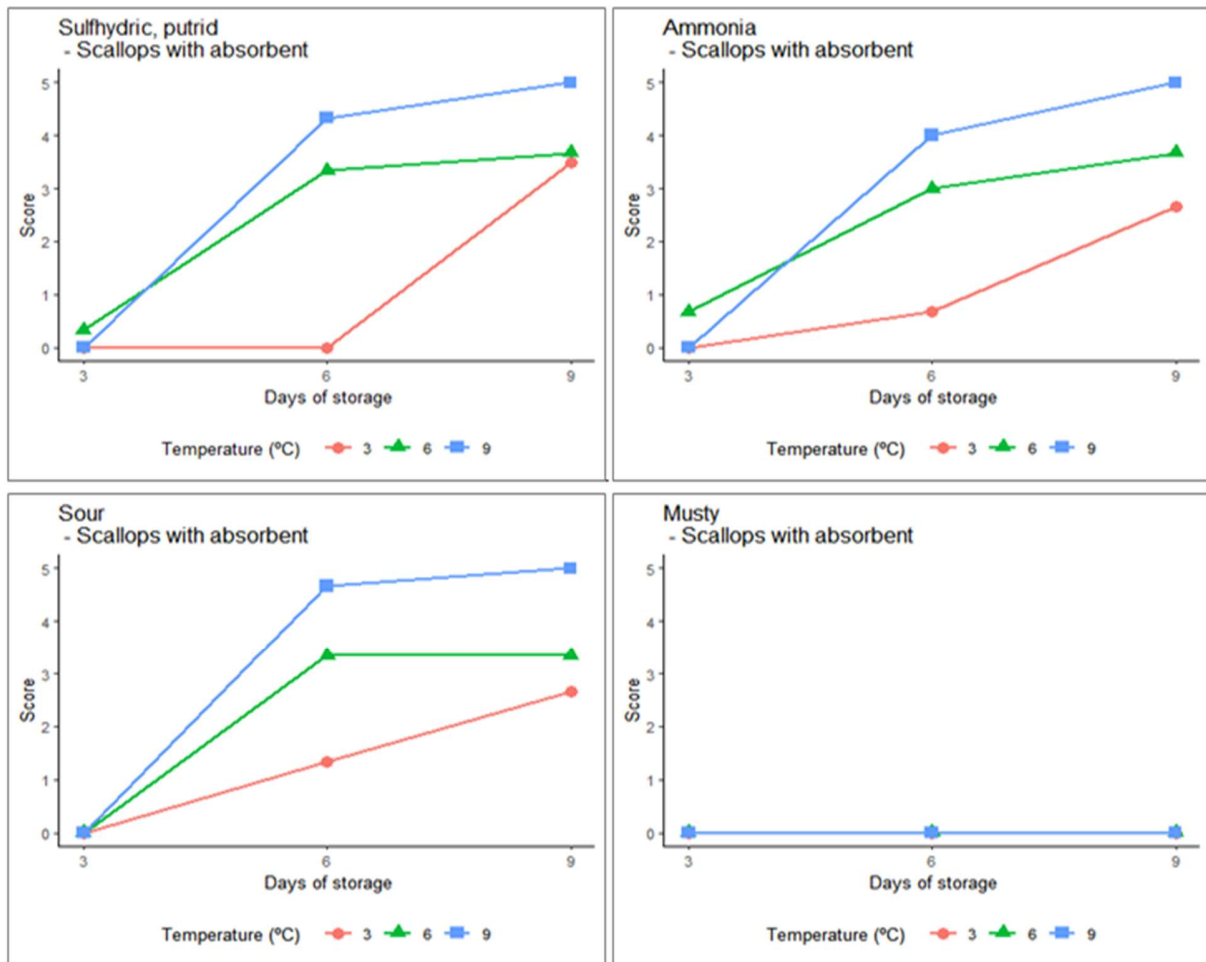 Sulfhydric, putrid
- Scallops with absorbent
5
4
3
2
1
0
Score
3 6 9
Days of storage
Temperature (ºC) 3 6 9
Ammonia
- Scallops with absorbent
5
4
3
2
1
0
Score
3 6 9
Days of storage
Temperature (ºC) 3 6 9
Sour
- Scallops with absorbent
5
4
3
2
1
0
Score
3 6 9
Days of storage
Temperature (ºC) 3 6 9
Musty
- Scallops with absorbent
5
4
3
2
1
0
Score
3 6 9
Days of storage
Temperature (ºC) 3 6 9